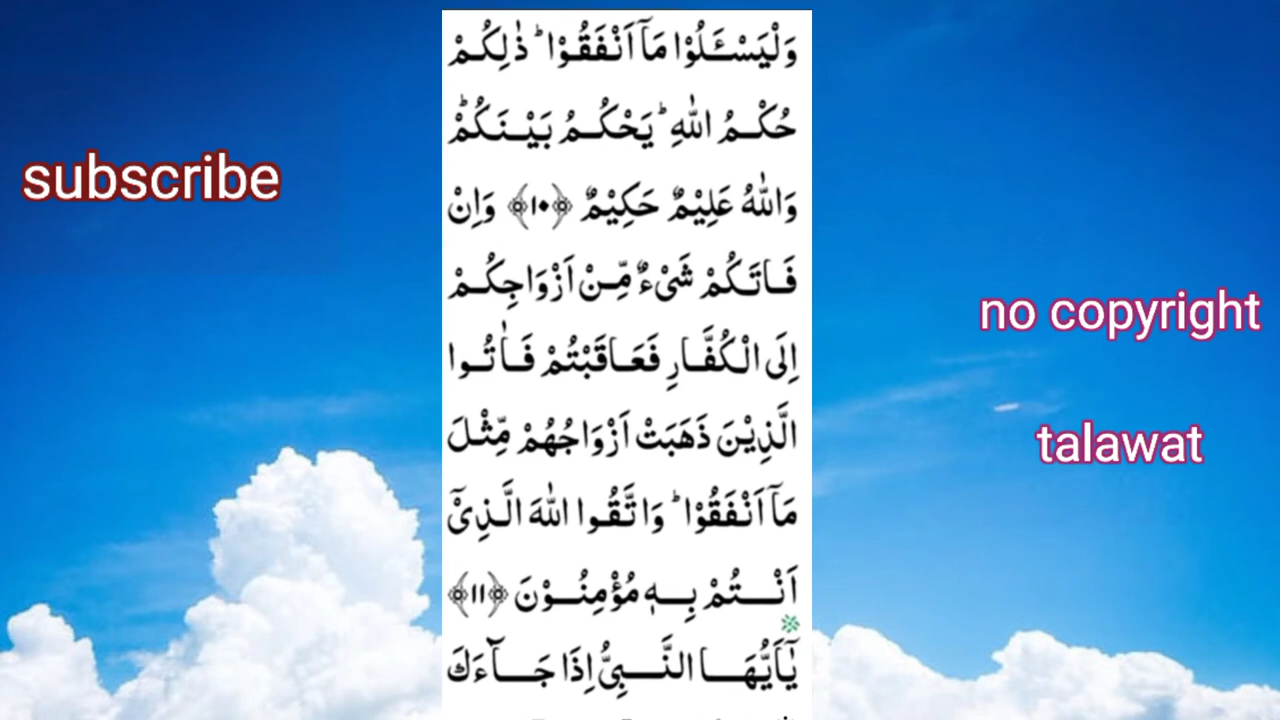 subscribe
وَلْيَسْـَٔـلُوْا مَاۤ اَنْفَقُوْا ؕ ذٰلِكُمْ
حُكْمُ اللّٰهِ ؕ يَحْكُمُ بَيْنَكُمْ ؕ
وَاللّٰهُ عَلِيْمٌ حَكِيْمٌ ﴿۱۰﴾ وَاِنْ
فَاتَكُمْ شَىْءٌ مِّنْ اَزْوَاجِكُمْ
اِلَى الْكُفَّارِ فَعَاقَبْتُمْ فَاٰتُوا
الَّذِيْنَ ذَهَبَتْ اَزْوَاجُهُمْ مِّثْلَ
مَاۤ اَنْفَقُوْا ؕ وَاتَّقُوا اللّٰهَ الَّذِىْۤ
اَنْتُمْ بِهٖ مُؤْمِنُوْنَ ﴿۱۱﴾
يٰۤاَيُّهَا النَّبِىُّ اِذَا جَآءَكَ
no copyright
talawat